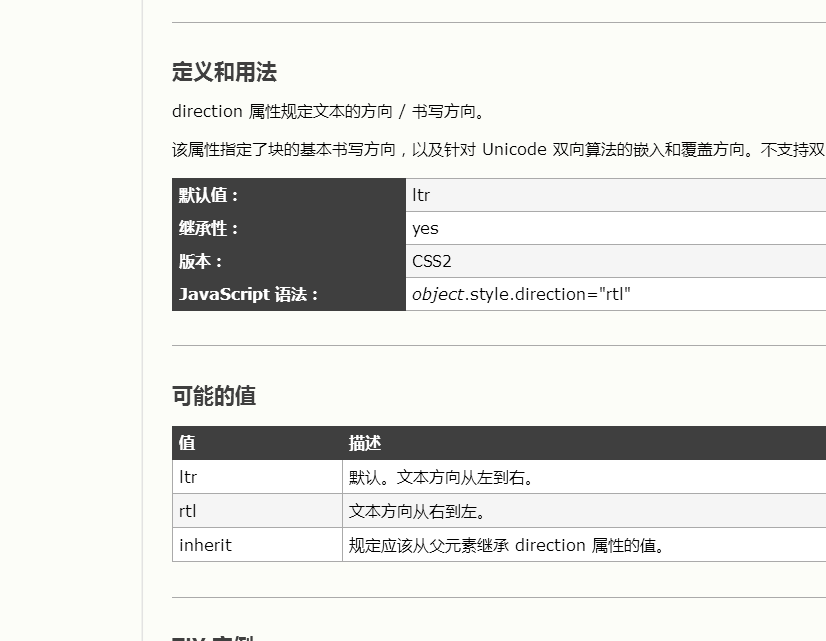 定义和用法
direction 属性规定文本的方向 / 书写方向。
该属性指定了块的基本书写方向，以及针对 Unicode 双向算法的嵌入和覆盖方向。不支持双
默认值： ltr
继承性： yes
版本： CSS2
JavaScript 语法： object.style.direction="rtl"
可能的值
值 描述
ltr 默认。文本方向从左到右。
rtl 文本方向从右到左。
inherit 规定应该从父元素继承 direction 属性的值。